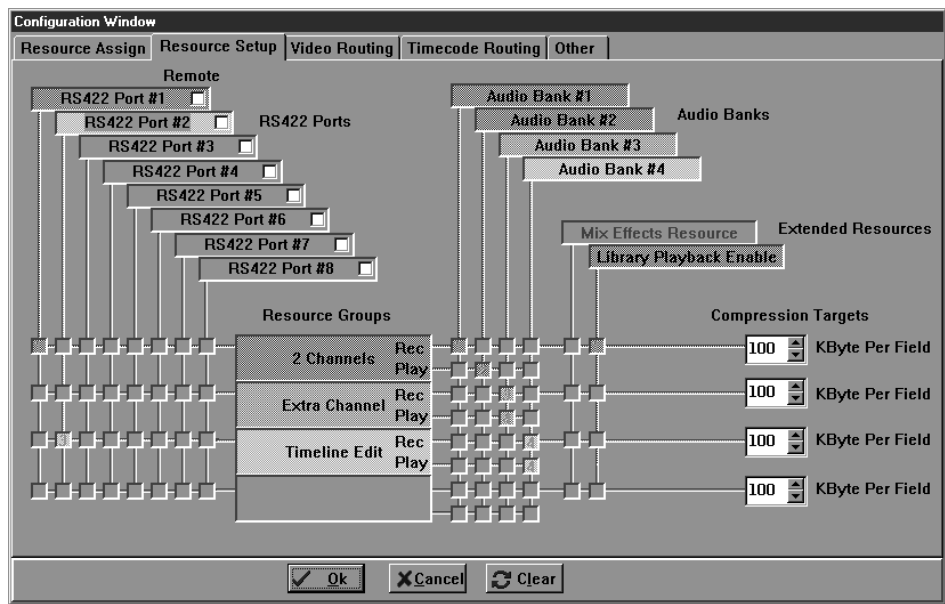 Configuration Window
Resource Assign Resource Setup Video Routing Timecode Routing Other
Remote
RS422 Port #1
RS422 Port #2
RS422 Ports
RS422 Port #3
RS422 Port #4
RS422 Port #5
RS422 Port #6
RS422 Port #7
RS422 Port #8
Audio Bank #1
Audio Bank #2
Audio Banks
Audio Bank #3
Audio Bank #4
Mix Effects Resource
Extended Resources
Library Playback Enable
Resource Groups
Compression Targets
2 Channels
Rec
Play
100 KByte Per Field
Extra Channel
Rec
Play
100 KByte Per Field
3
Timeline Edit
Rec
4
Play
4
100 KByte Per Field
100 KByte Per Field
Ok
Cancel
Clear